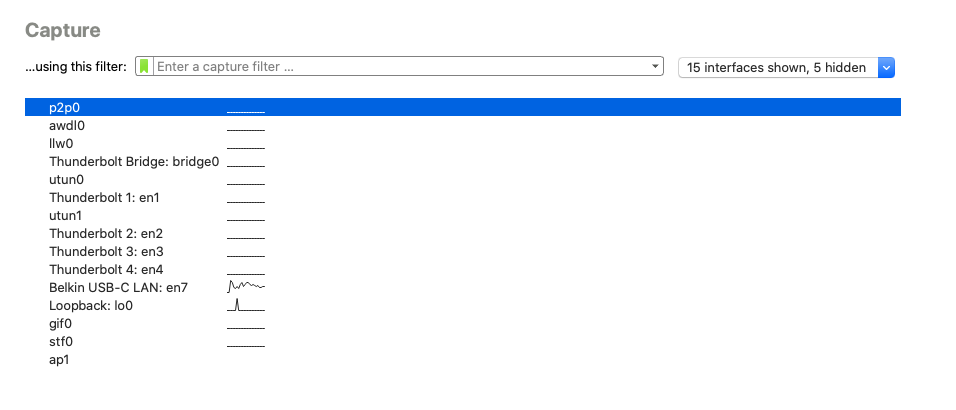 Capture
...using this filter: Enter a capture filter ... 15 interfaces shown, 5 hidden
p2p0
awdl0
llw0
Thunderbolt Bridge: bridge0
utun0
Thunderbolt 1: en1
utun1
Thunderbolt 2: en2
Thunderbolt 3: en3
Thunderbolt 4: en4
Belkin USB-C LAN: en7
Loopback: lo0
gif0
stf0
ap1